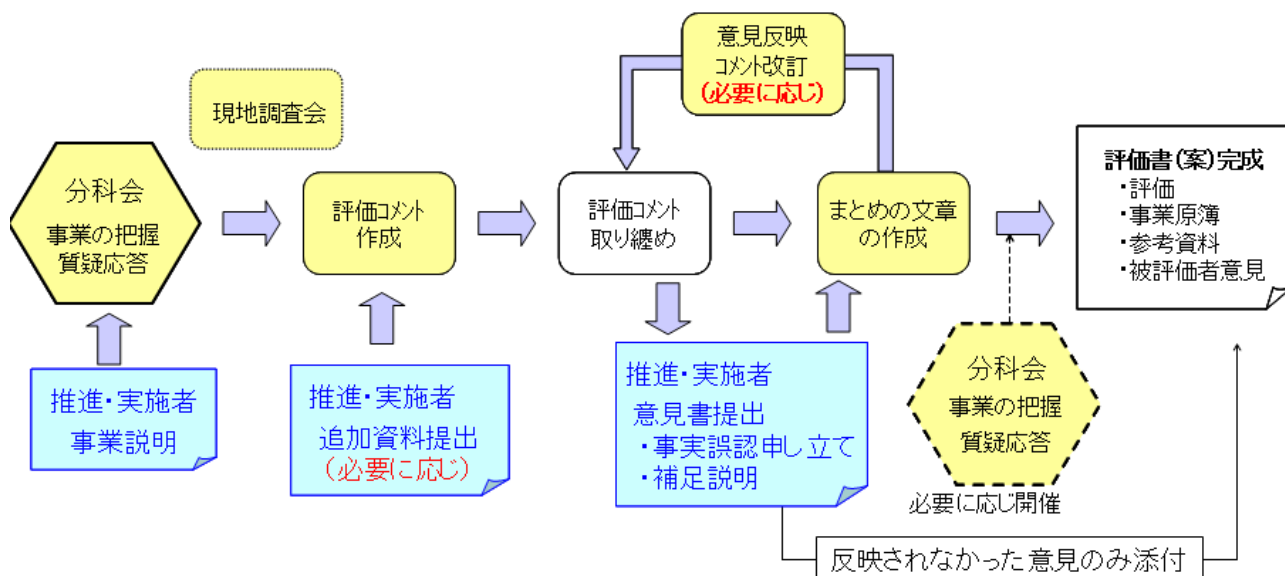 意見反映
コメント改訂
(必要に応じ)
現地調査会
分科会
事業の把握
質疑応答
評価コメント
作成
評価コメント
取り纏め
まとめの文章
の作成
評価書(案)完成
・評価
・事業原簿
・参考資料
・被評価者意見
推進・実施者
事業説明
推進・実施者
追加資料提出
(必要に応じ)
推進・実施者
意見書提出
・事実誤認申し立て
・補足説明
分科会
事業の把握
質疑応答
必要に応じ開催
反映されなかった意見のみ添付